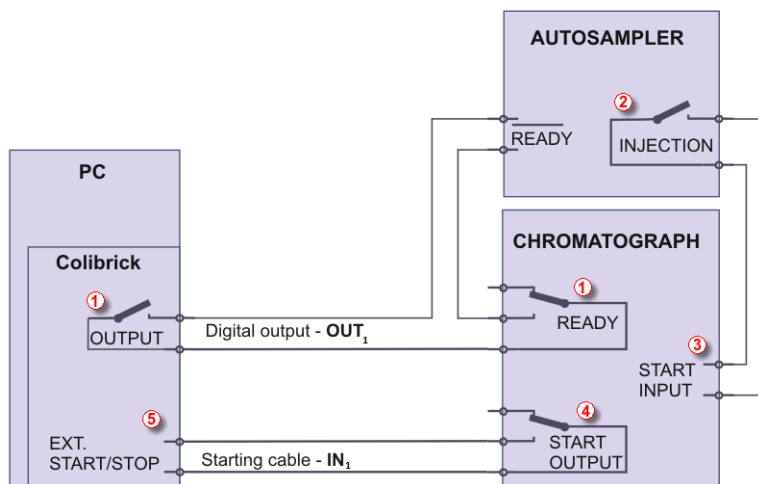 AUTOSAMPLER
②
READY
INJECTION
PC
CHROMATOGRAPH
Colibrick
①
OUTPUT
Digital output - OUT₁
①
READY
③
START
INPUT
⑤
EXT.
START/STOP
Starting cable - IN₁
④
START
OUTPUT